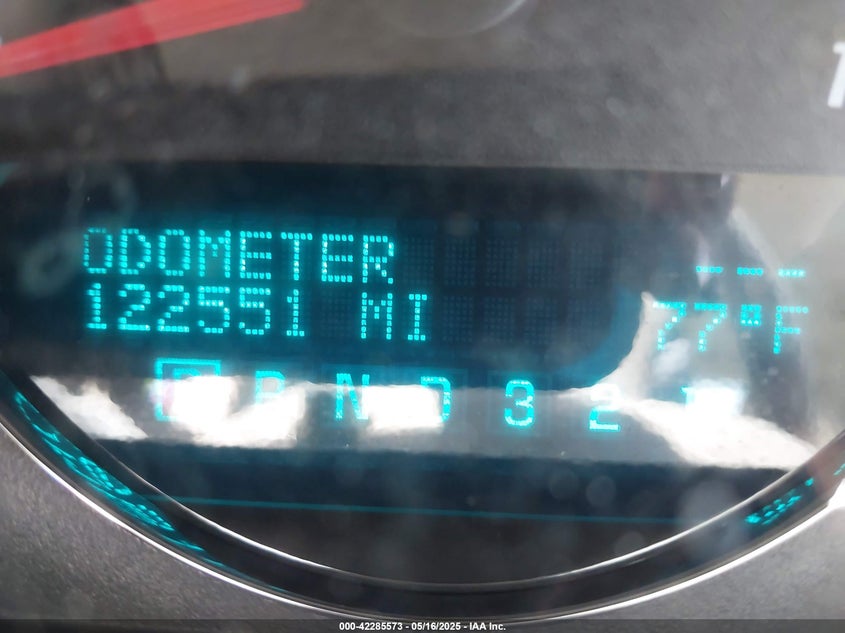 ODOMETER
122551 MI
--- 
77°F
P R N D 3 2
000-42285573 - 05/16/2025 - IAA Inc.